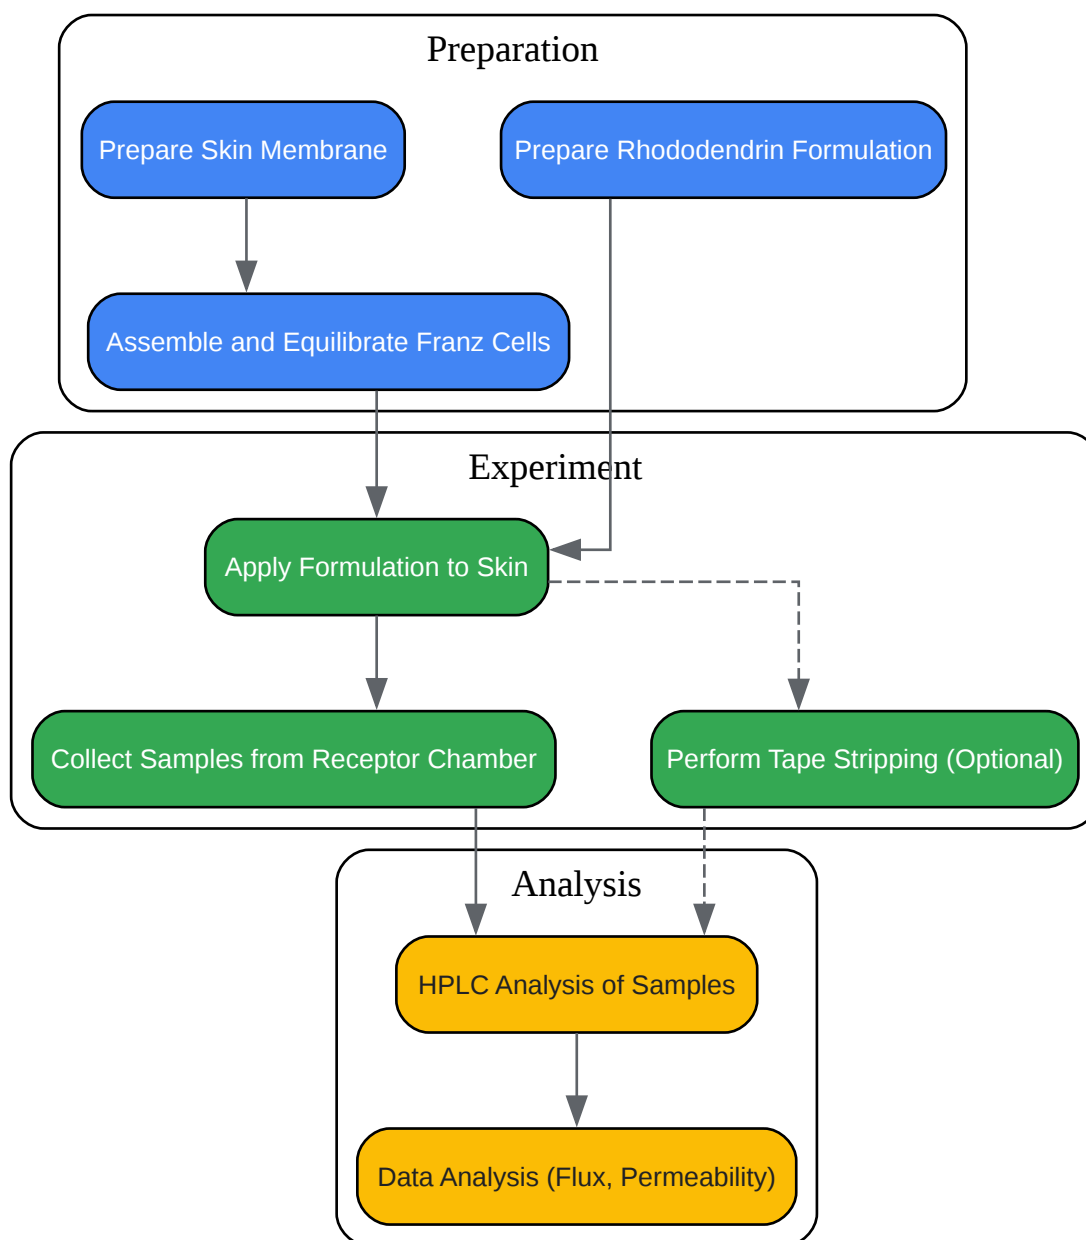 Preparation
Prepare Skin Membrane
Prepare Rhododendrin Formulation
Assemble and Equilibrate Franz Cells
Experiment
Apply Formulation to Skin
Collect Samples from Receptor Chamber
Perform Tape Stripping (Optional)
Analysis
HPLC Analysis of Samples
Data Analysis (Flux, Permeability)